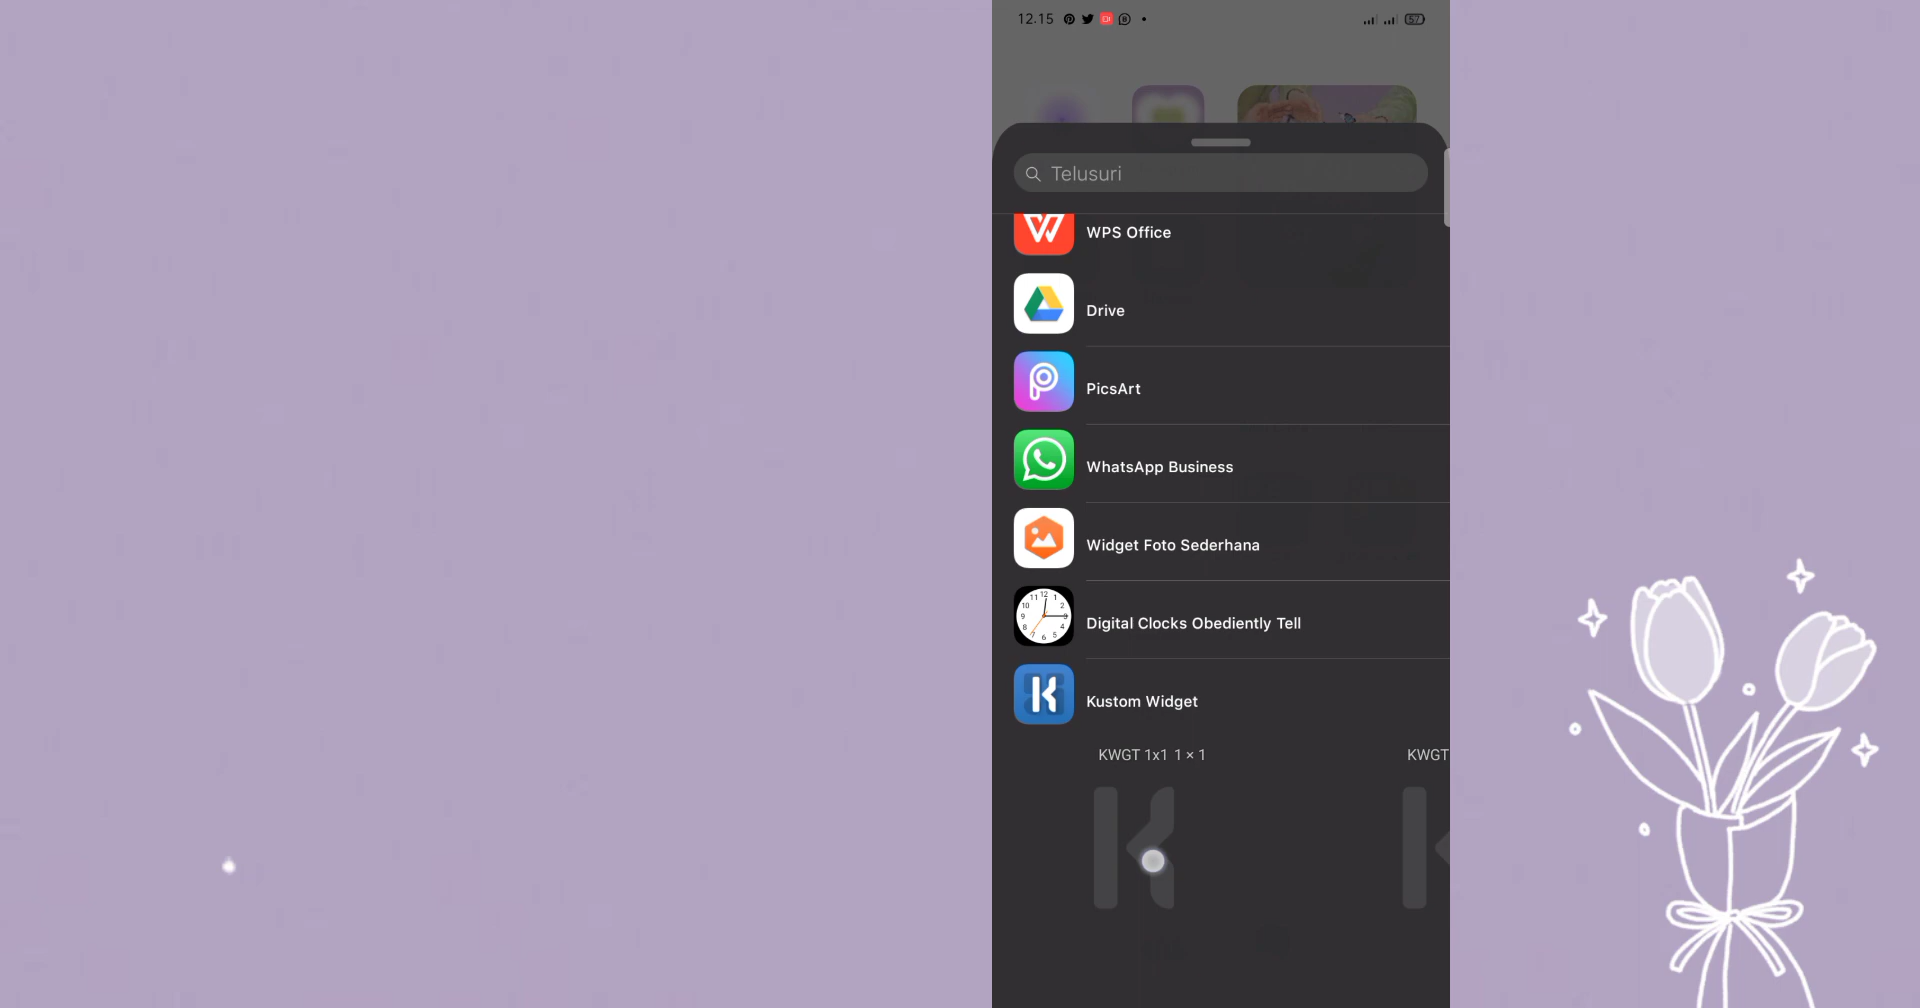 12.15
57
Telusuri
WPS Office
Drive
PicsArt
WhatsApp Business
Widget Foto Sederhana
Digital Clocks Obediently Tell
Kustom Widget
KWGT 1x1 1 × 1
KWGT